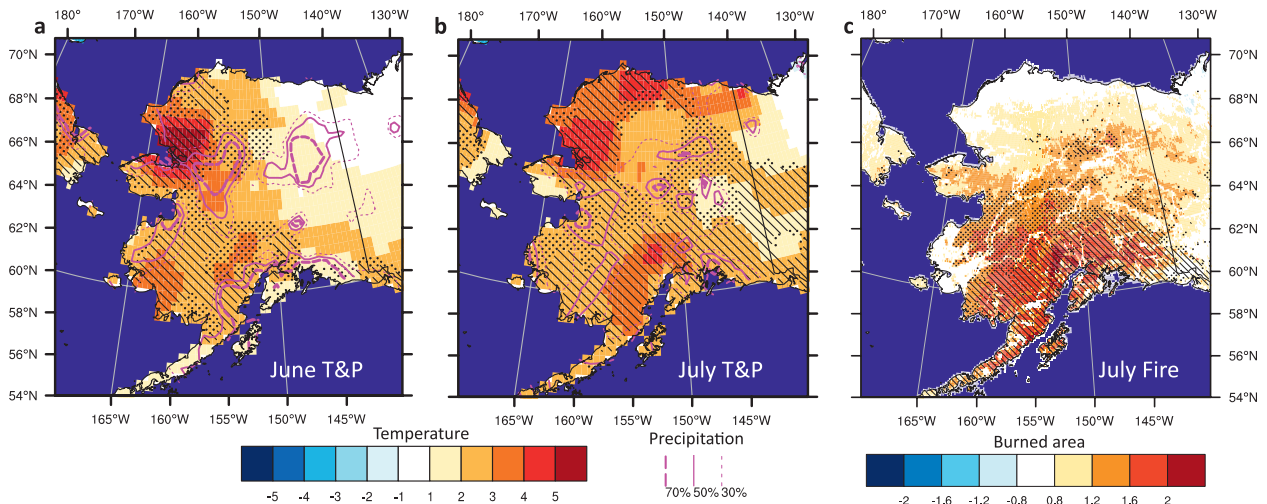 180° 170°W 160°W 150°W 140°W 130°W
180° 170°W 160°W 150°W 140°W 130°W
180° 170°W 160°W 150°W 140°W 130°W
a
b
c
70°N
68°N
66°N
64°N
62°N
60°N
58°N
56°N
54°N
70°N
68°N
66°N
64°N
62°N
60°N
58°N
56°N
54°N
June T&P
July T&P
July Fire
165°W 160°W 155°W 150°W 145°W
165°W 160°W 155°W 150°W 145°W
165°W 160°W 155°W 150°W 145°W
Temperature
-5 -4 -3 -2 -1 1 2 3 4 5
Precipitation
70% 50% 30%
Burned area
-2 -1.6 -1.2 -0.8 0.8 1.2 1.6 2